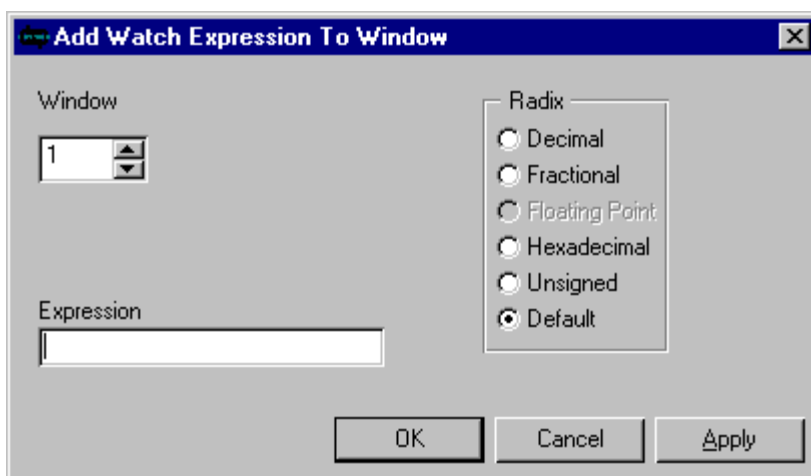 Add Watch Expression To Window
Window
1
Radix
Decimal
Fractional
Floating Point
Hexadecimal
Unsigned
Default
Expression
OK
Cancel
Apply